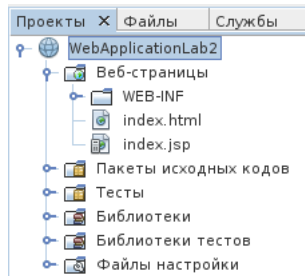 Проекты × Файлы Службы
WebApplicationLab2
Веб-страницы
WEB-INF
index.html
index.jsp
Пакеты исходных кодов
Тесты
Библиотеки
Библиотеки тестов
Файлы настройки